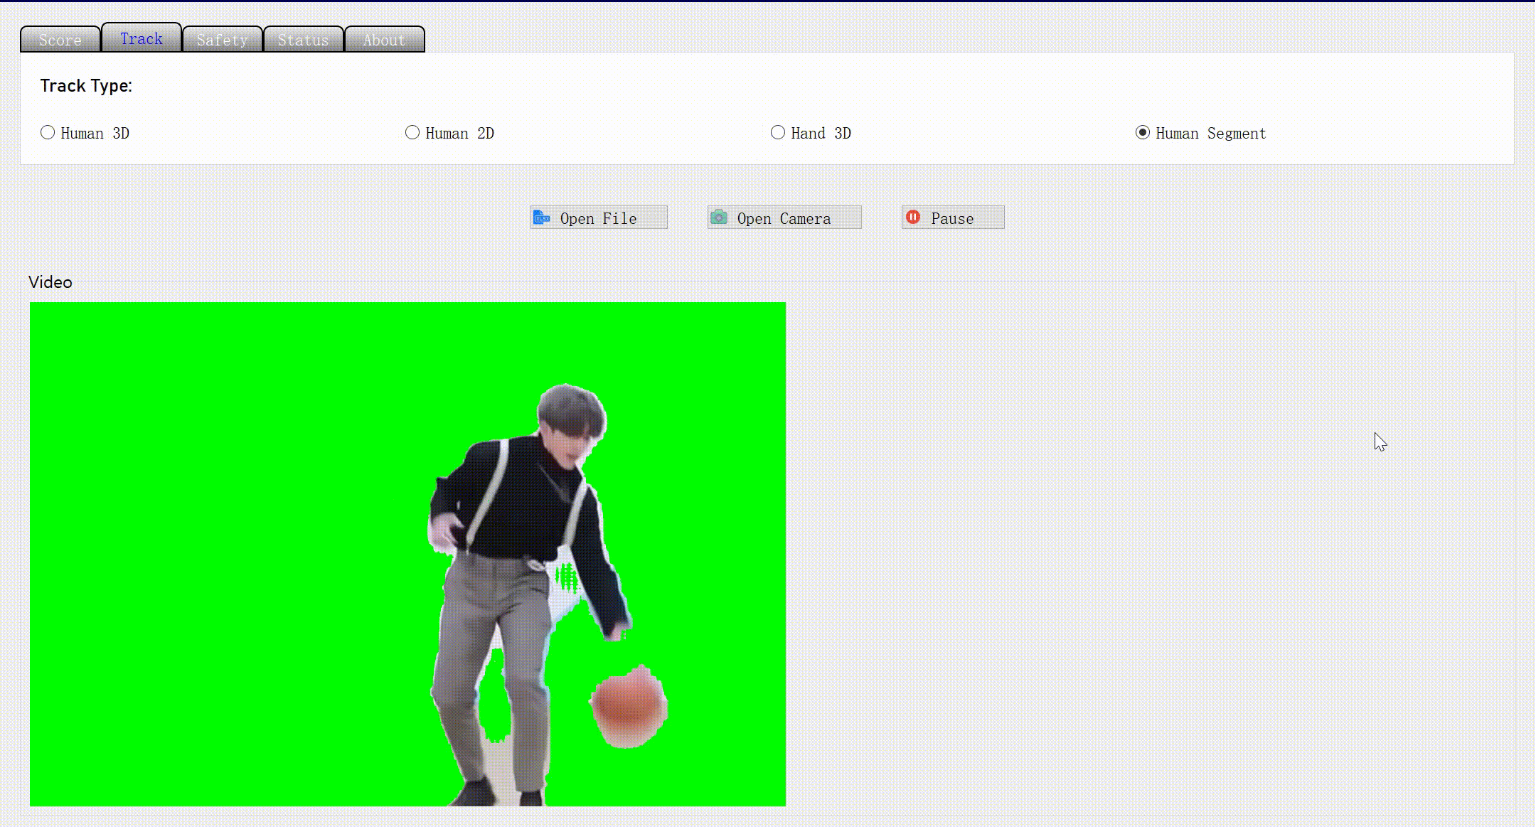 Score Track Safety Status About
Track Type:
Human 3D Human 2D Hand 3D Human Segment
Open File Open Camera Pause
Video